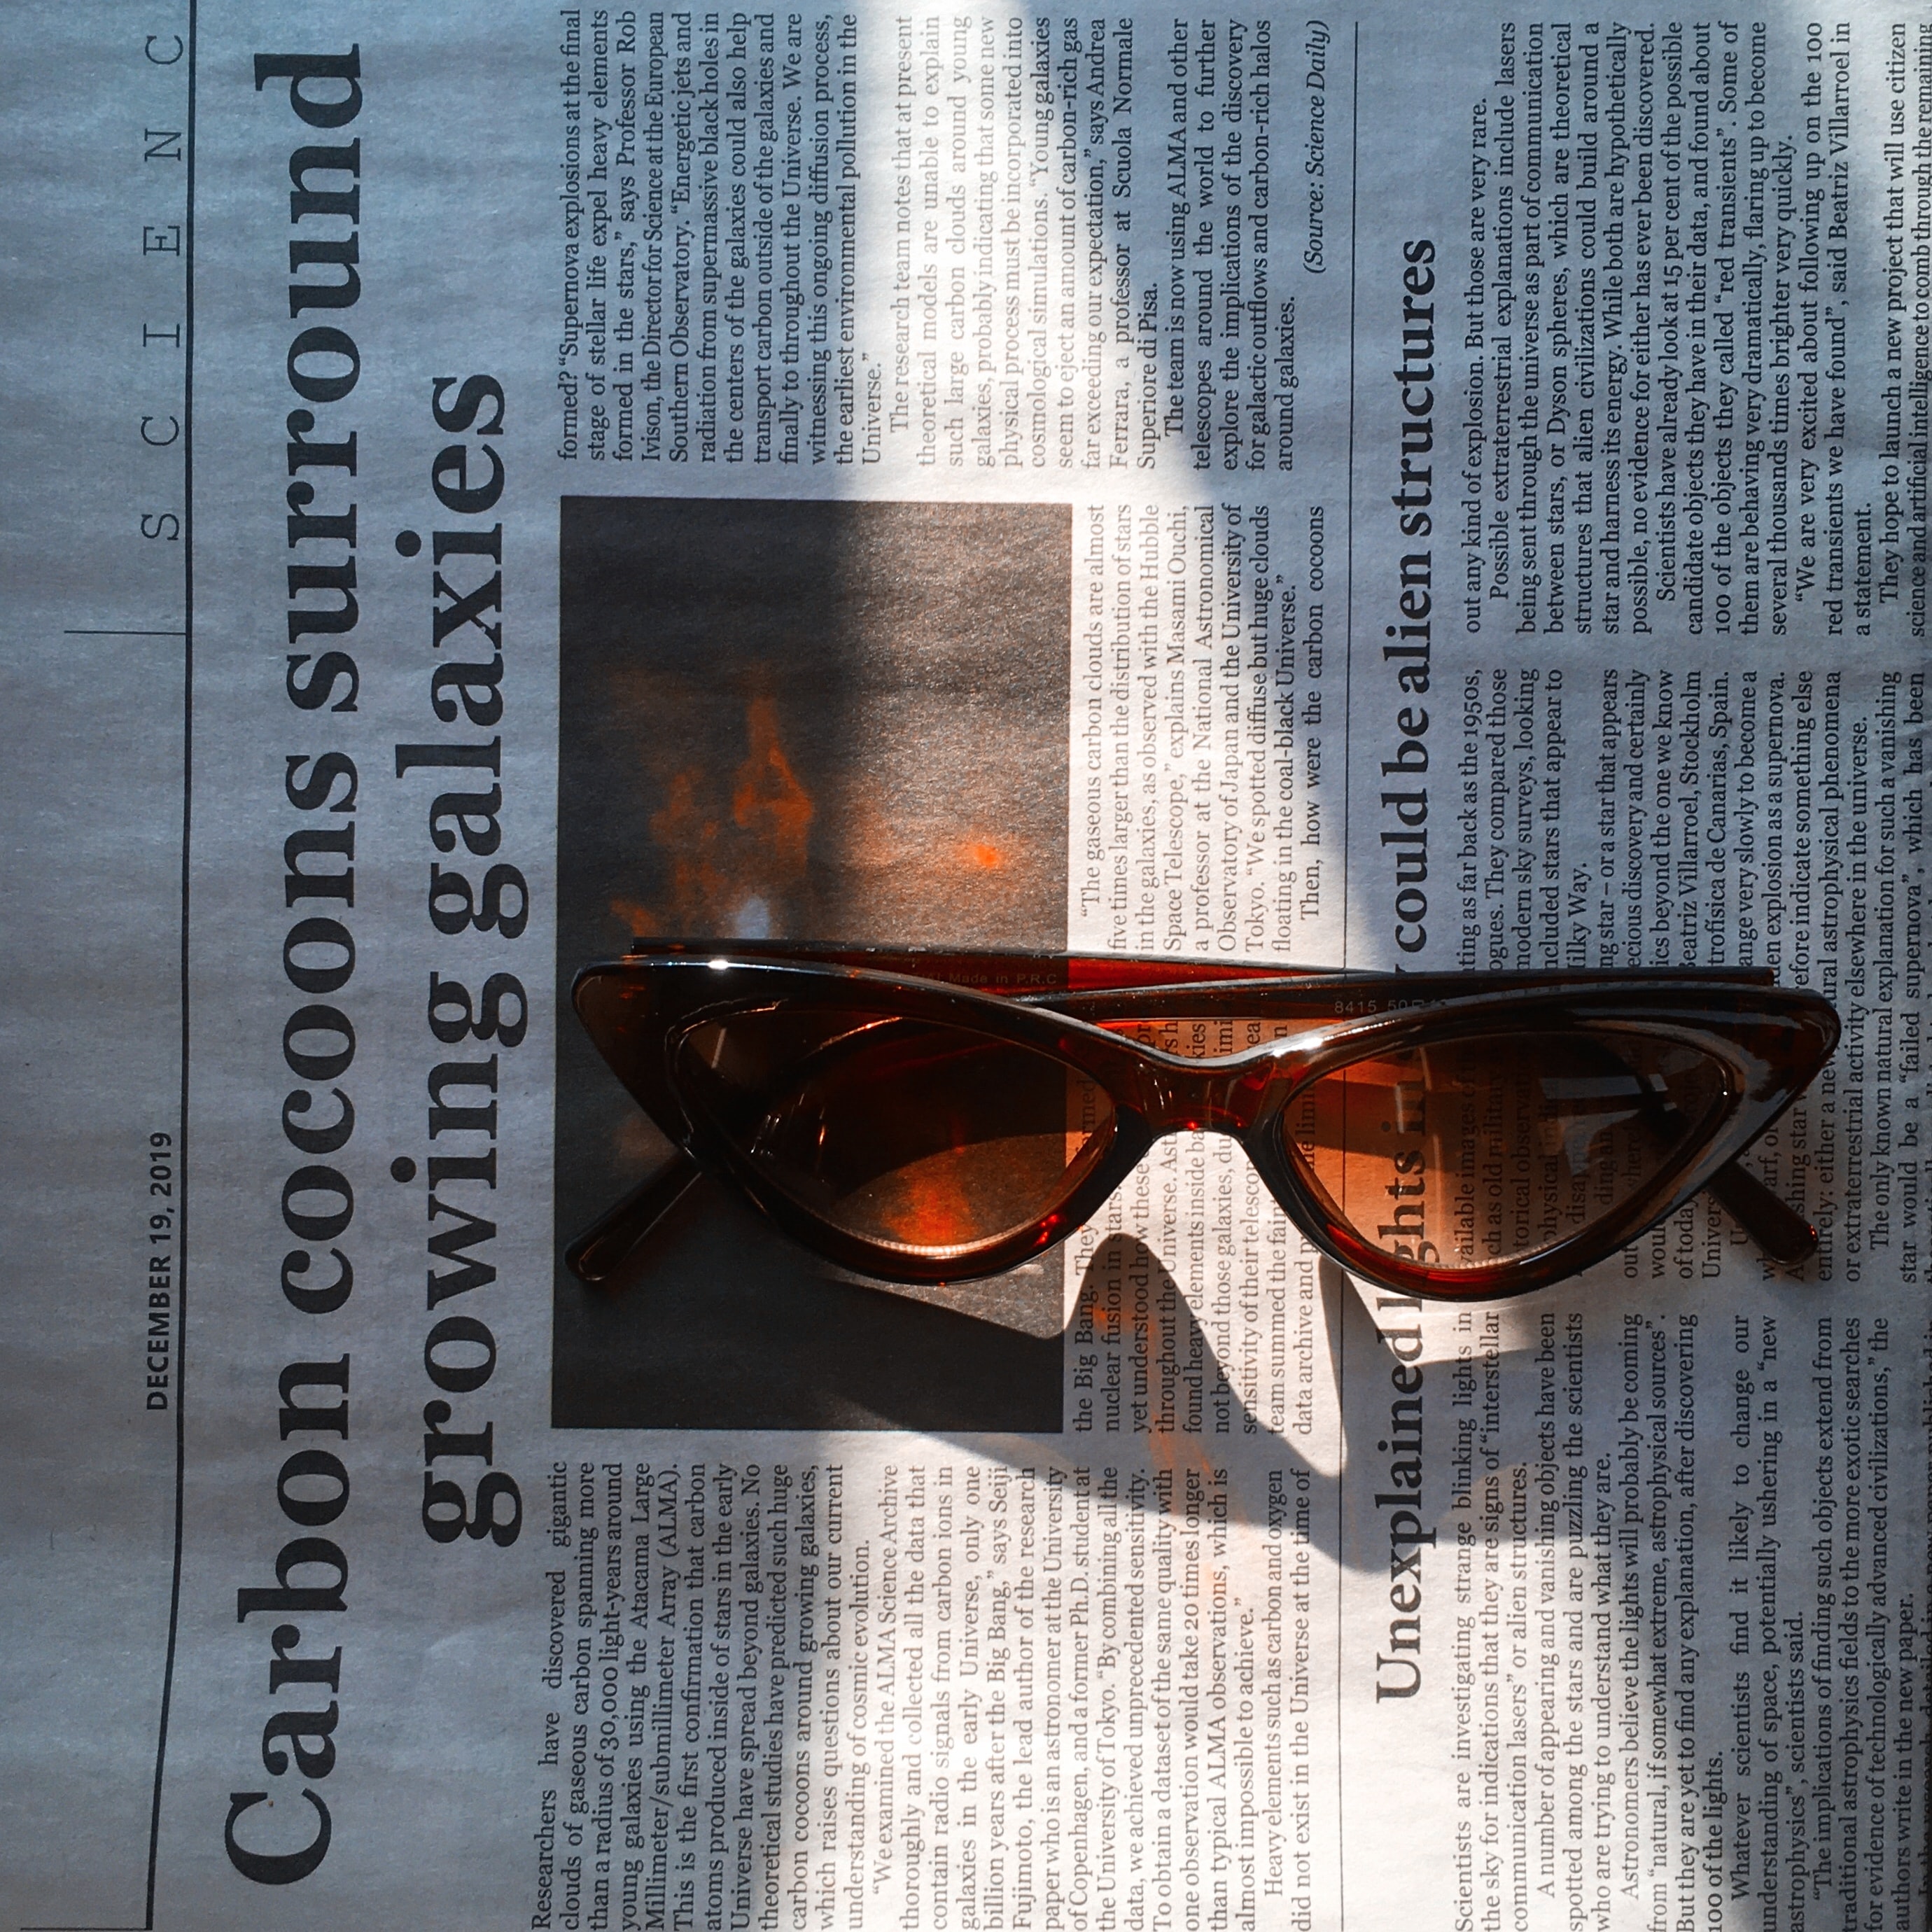 DECEMBER 19, 2019
SCIENC
Carbon cocoons surround
growing galaxies
Researchers have discovered gigantic
clouds of gaseous carbon spanning more
than a radius of 30,000 light-years around
young galaxies using the Atacama Large
Millimeter/submillimeter Array (ALMA).
This is the first confirmation that carbon
atoms produced inside of stars in the early
Universe have spread beyond galaxies. No
theoretical studies have predicted such huge
carbon cocoons around growing galaxies,
which raises questions about our current
understanding of cosmic evolution.
“We examined the ALMA Science Archive
thoroughly and collected all the data that
contain radio signals from carbon ions in
galaxies in the early Universe, only one
billion years after the Big Bang,” says Seiji
Fujimoto, the lead author of the research
paper who is an astronomer at the University
of Copenhagen, and a former Ph.D. student at
the University of Tokyo. “By combining all the
data, we achieved unprecedented sensitivity.
To obtain a dataset of the same quality with
one observation would take 20 times longer
than typical ALMA observations, which is
almost impossible to achieve.”
Heavy elements such as carbon and oxygen
did not exist in the Universe at the time of
the Big Bang. They
nuclear fusion in stars.
yet understood how these
throughout the Universe. Ast
found heavy elements inside ba
not beyond those galaxies, du
sensitivity of their telescop
team summed the fain
data archive and
“The gaseous carbon clouds are almost
five times larger than the distribution of stars
in the galaxies, as observed with the Huble
Space Telescope,” explains Masami Ouchi,
a professor at the National Astronomical
Observatory of Japan and the University of
Tokyo. “We spotted diffuse but huge clouds
floating in the coal-black Universe.”
Then, how were the carbon cocoons
formed? “Supernova explosions at the final
stage of stellar life expel heavy elements
formed in the stars,” says Professor Rob
Ivison, the Director for Science at the European
Southern Observatory. “Energetic jets and
radiation from supermassive black holes in
the centers of the galaxies could also help
transport carbon outside of the galaxies and
finally to throughout the Universe. We are
witnessing this ongoing diffusion process,
the earliest environmental pollution in the
Universe.”
The research team notes that at present
theoretical models are unable to explain
such large carbon clouds around young
galaxies, probably indicating that some new
physical process must be incorporated into
cosmological simulations. “Young galaxies
seem to eject an amount of carbon-rich gas
far exceeding our expectation,” says Andrea
Ferrara, a professor at Scuola Normale
Superiore di Pisa.
The team is now using ALMA and other
telescopes around the world to further
explore the implications of the discovery
for galactic outflows and carbon-rich halos
around galaxies.
(Source: Science Daily)
Made in P.R.C
8415 50
Unexplained lights in could be alien structures
Scientists are investigating strange blinking lights in
the sky for indications that they are signs of “interstellar
communication lasers” or alien structures.
A number of appearing and vanishing objects have been
spotted among the stars and are puzzling the scientists
who are trying to understand what they are.
Astronomers believe the lights will probably be coming
from “natural, if somewhat extreme, astrophysical sources”.
But they are yet to find any explanation, after discovering
100 of the lights.
Whatever scientists find it likely to change our
understanding of space, potentially ushering in a “new
astrophysics”, scientists said.
“The implications of finding such objects extend from
traditional astrophysics fields to the more exotic searches
for evidence of technologically advanced civilizations,” the
authors write in the new paper.
available images of ting as far back as the 1950s,
such as old military ogues. They compared those
torical observa modern sky surveys, looking
physical ncluded stars that appear to
disa ilky Way.
ding an ng star – or a star that appears
out where ecious discovery and certainly
would ics beyond the one we know
of today Beatriz Villarroel, Stockholm
Univers trofísica de Canarias, Spain.
ange very slowly to become a
wh arf, or en explosion as a supernova.
A ishing star efore indicate something else
entirely: either a new ural astrophysical phenomena
or extraterrestrial activity elsewhere in the universe.
The only known natural explanation for such a vanishing
star would be a “failed supernova”, which has been
out any kind of explosion. But those are very rare.
Possible extraterrestrial explanations include lasers
being sent through the universe as part of communication
between stars, or Dyson spheres, which are theoretical
structures that alien civilizations could build around a
star and harness its energy. While both are hypothetically
possible, no evidence for either has ever been discovered.
Scientists have already look at 15 per cent of the possible
candidate objects they have in their data, and found about
100 of the objects they called “red transients”. Some of
them are behaving very dramatically, flaring up to become
several thousands times brighter very quickly.
“We are very excited about following up on the 100
red transients we have found”, said Beatriz Villarroel in
a statement.
They hope to launch a new project that will use citizen
science and artificial intelligence to comb through the remaining